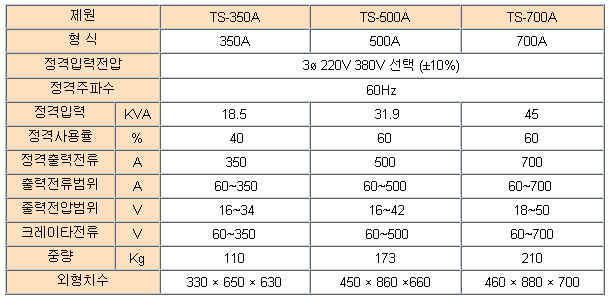 제원 TS-350A TS-500A TS-700A
형 식 350A 500A 700A
정격입력전압 3ø 220V 380V 선택 (±10%)
정격주파수 60Hz
정격입력 KVA 18.5 31.9 45
정격사용률 % 40 60 60
정격출력전류 A 350 500 700
출력전류범위 A 60~350 60~500 60~700
출력전압범위 V 16~34 16~42 18~50
크레이타전류 V 60~350 60~500 60~700
중량 Kg 110 173 210
외형치수 330 × 650 × 630 450 × 860 ×660 460 × 880 × 700